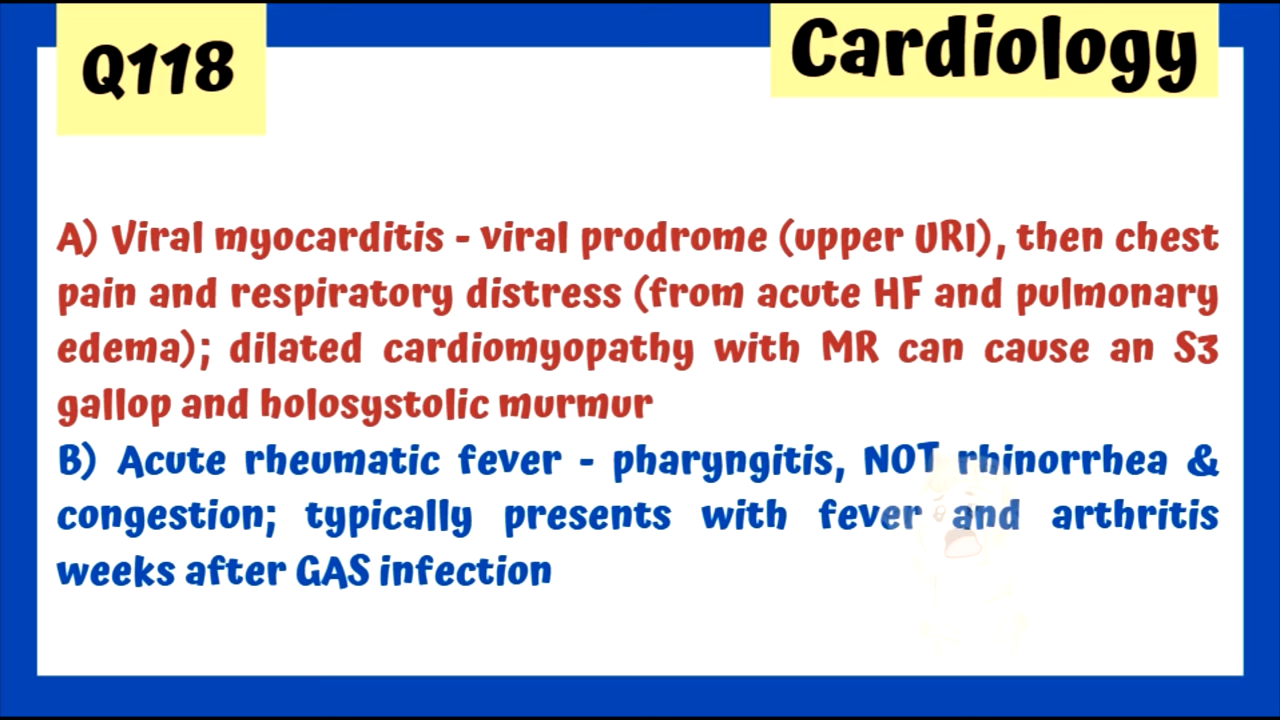 Q118
Cardiology
A) Viral myocarditis - viral prodrome (upper URI), then chest
pain and respiratory distress (from acute HF and pulmonary
edema); dilated cardiomyopathy with MR can cause an S3
gallop and holosystolic murmur
B) Acute rheumatic fever - pharyngitis, NOT rhinorrhea &
congestion; typically presents with fever and arthritis
weeks after GAS infection